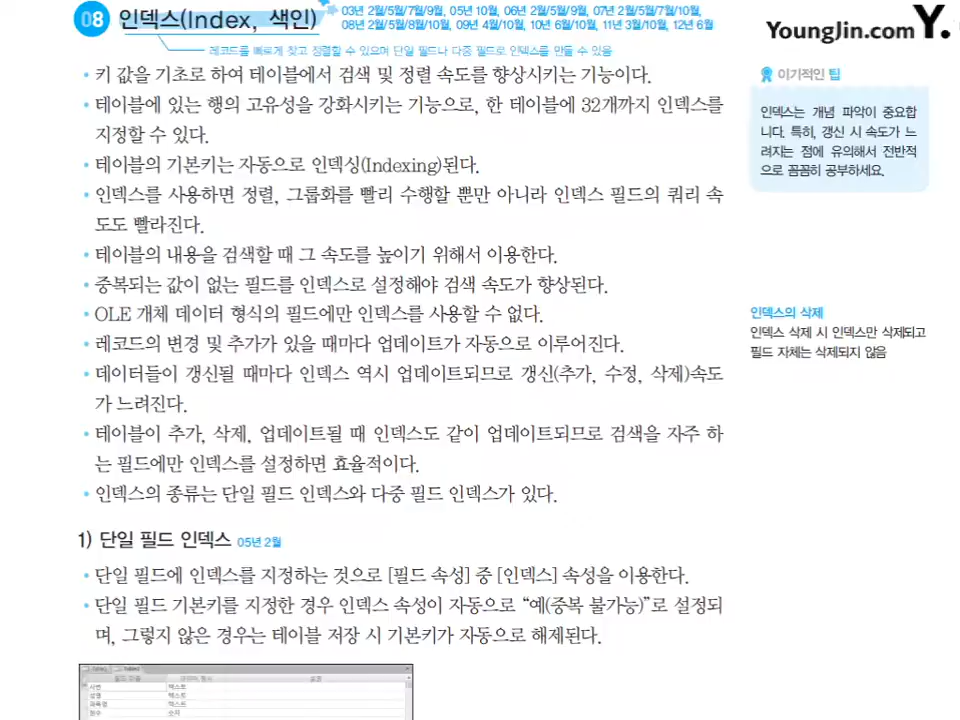 08 인덱스(Index, 색인)
03년 2월/5월/7월/9월, 05년 10월, 06년 2월/5월/9월, 07년 2월/5월/7월/10월,
08년 2월/5월/8월/10월, 09년 4월/10월, 10년 6월/10월, 11년 3월/10월, 12년 6월
YoungJin.com Y.
레코드를 빠르게 찾고 정렬할 수 있으며 단일 필드나 다중 필드로 인덱스를 만들 수 있음
• 키 값을 기초로 하여 테이블에서 검색 및 정렬 속도를 향상시키는 기능이다.
• 테이블에 있는 행의 고유성을 강화시키는 기능으로, 한 테이블에 32개까지 인덱스를
지정할 수 있다.
• 테이블의 기본키는 자동으로 인덱싱(Indexing)된다.
• 인덱스를 사용하면 정렬, 그룹화를 빨리 수행할 뿐만 아니라 인덱스 필드의 쿼리 속
도도 빨라진다.
• 테이블의 내용을 검색할 때 그 속도를 높이기 위해서 이용한다.
• 중복되는 값이 없는 필드를 인덱스로 설정해야 검색 속도가 향상된다.
• OLE 개체 데이터 형식의 필드에만 인덱스를 사용할 수 없다.
• 레코드의 변경 및 추가가 있을 때마다 업데이트가 자동으로 이루어진다.
• 데이터들이 갱신될 때마다 인덱스 역시 업데이트되므로 갱신(추가, 수정, 삭제)속도
가 느려진다.
• 테이블이 추가, 삭제, 업데이트될 때 인덱스도 같이 업데이트되므로 검색을 자주 하
는 필드에만 인덱스를 설정하면 효율적이다.
• 인덱스의 종류는 단일 필드 인덱스와 다중 필드 인덱스가 있다.
이기적인 팁
인덱스는 개념 파악이 중요합
니다. 특히, 갱신 시 속도가 느
려지는 점에 유의해서 전반적
으로 꼼꼼히 공부하세요.
인덱스의 삭제
인덱스 삭제 시 인덱스만 삭제되고
필드 자체는 삭제되지 않음
1) 단일 필드 인덱스 05년 2월
• 단일 필드에 인덱스를 지정하는 것으로 [필드 속성] 중 [인덱스] 속성을 이용한다.
• 단일 필드 기본키를 지정한 경우 인덱스 속성이 자동으로 “예(중복 불가능)”로 설정되
며, 그렇지 않은 경우는 테이블 저장 시 기본키가 자동으로 해제된다.
필드 이름 데이터 형식 설명
사번 텍스트
성명 텍스트
과목명 텍스트
점수 숫자